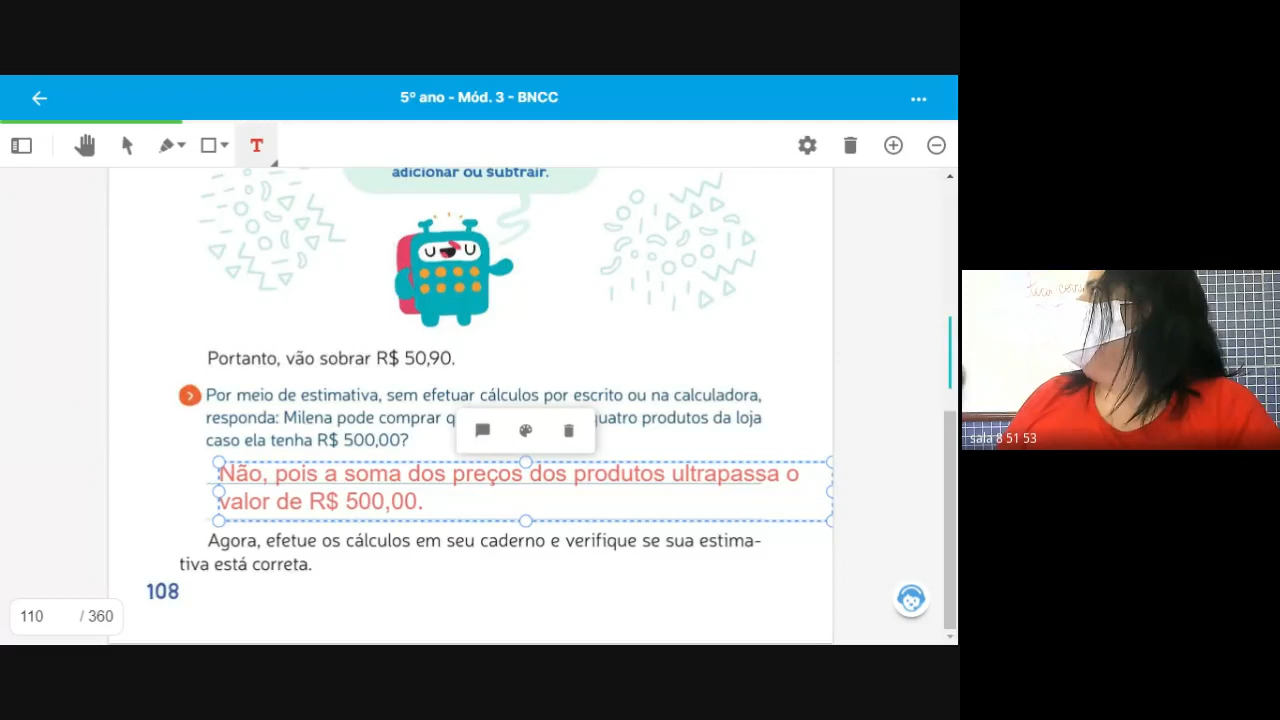 5º ano - Mód. 3 - BNCC
T
adicionar ou subtrair.
Portanto, vão sobrar R$ 50,90.
Por meio de estimativa, sem efetuar cálculos por escrito ou na calculadora,
responda: Milena pode comprar q uatro produtos da loja
caso ela tenha R$ 500,00?
Não, pois a soma dos preços dos produtos ultrapassa o
valor de R$ 500,00.
Agora, efetue os cálculos em seu caderno e verifique se sua estima-
tiva está correta.
108
110 / 360
sala 8 51 53